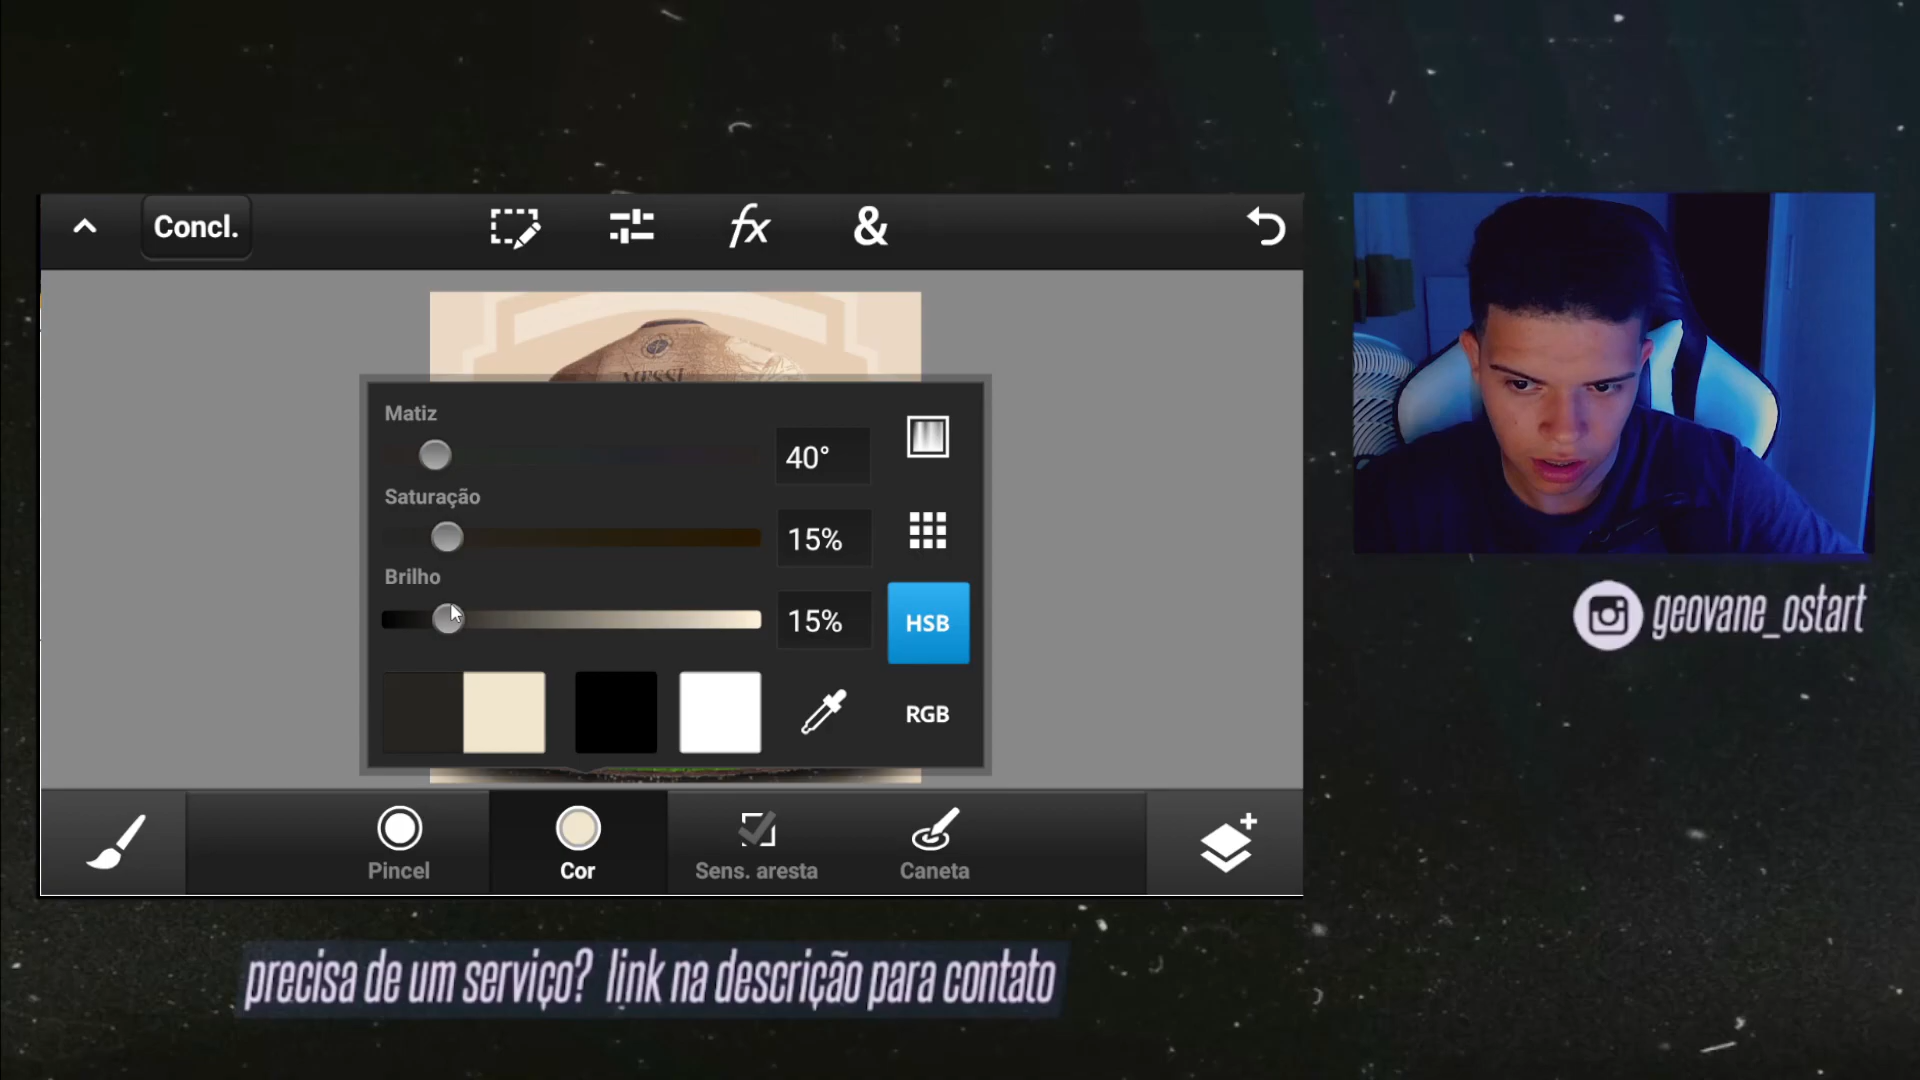 Concl.
fx
&
MESSI
Matiz
40°
Saturação
15%
Brilho
15%
HSB
RGB
Pincel
Cor
Sens. aresta
Caneta
geovane_ostart
precisa de um serviço? link na descrição para contato